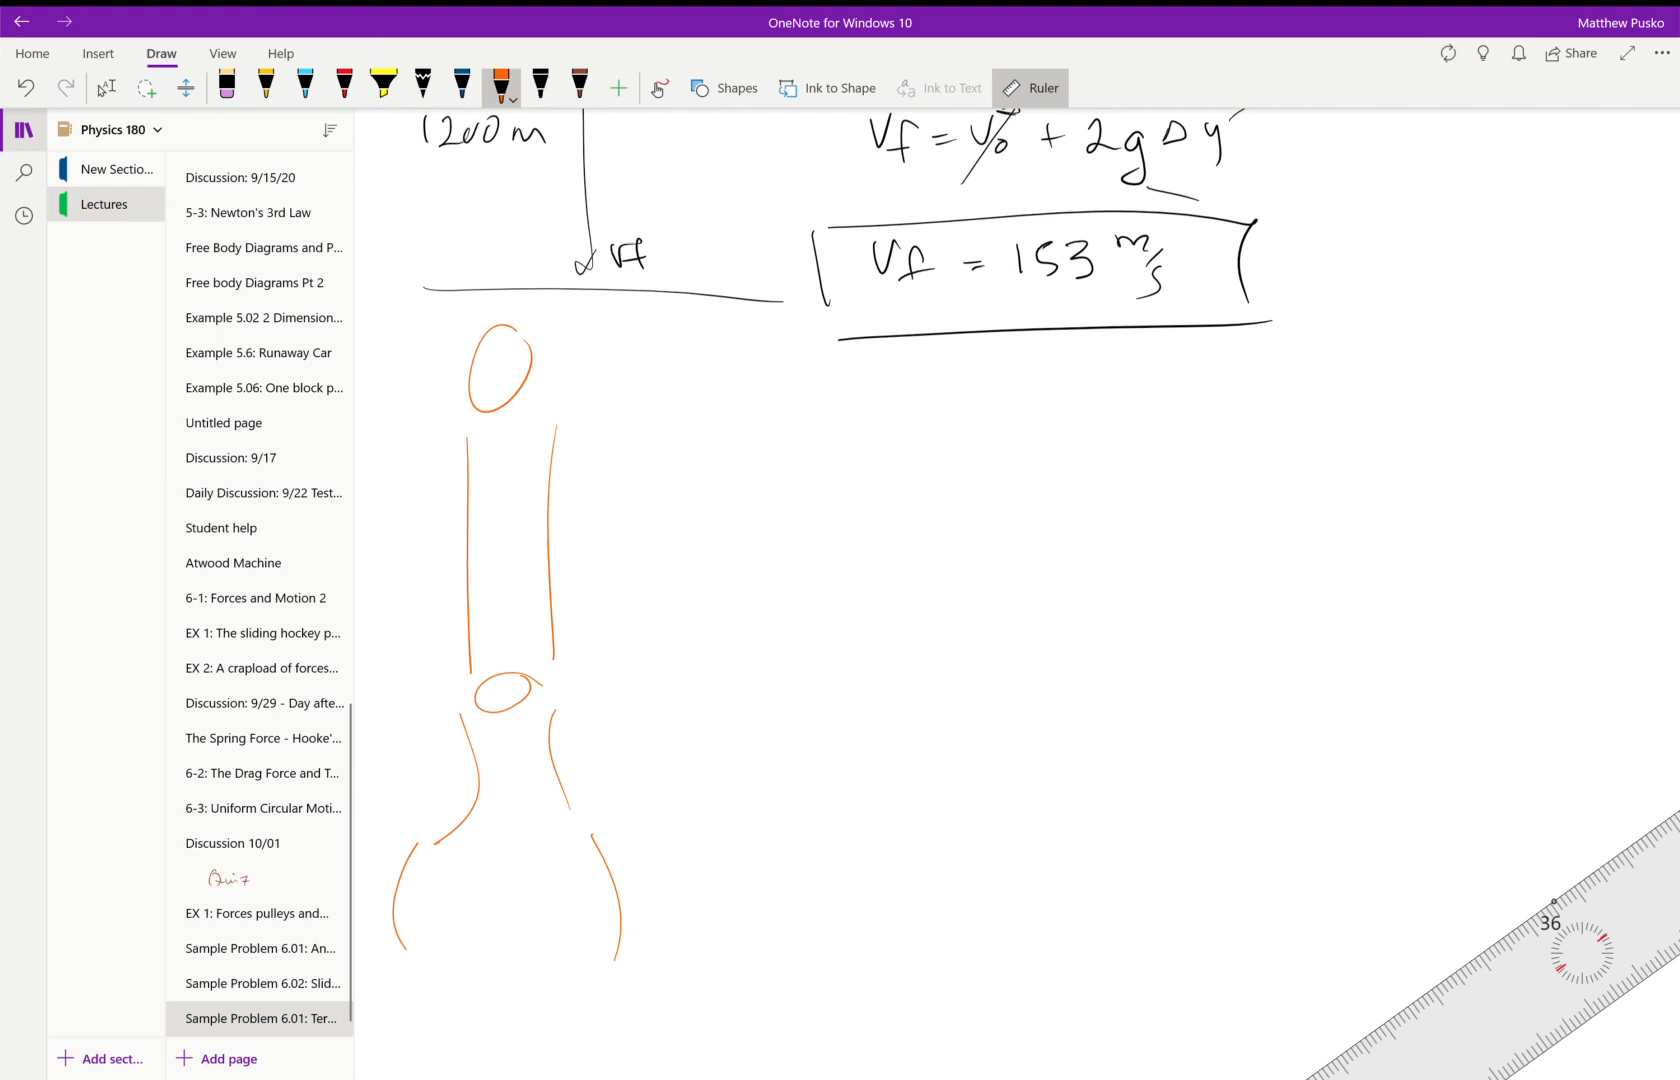 OneNote for Windows 10
Matthew Pusko
Home Insert Draw View Help
Share
Shapes
Ink to Shape
Ink to Text
Ruler
Physics 180
New Sectio...
Lectures
Discussion: 9/15/20
5-3: Newton's 3rd Law
Free Body Diagrams and P...
Free body Diagrams Pt 2
Example 5.02 2 Dimension...
Example 5.6: Runaway Car
Example 5.06: One block p...
Untitled page
Discussion: 9/17
Daily Discussion: 9/22 Test...
Student help
Atwood Machine
6-1: Forces and Motion 2
EX 1: The sliding hockey p...
EX 2: A crapload of forces...
Discussion: 9/29 - Day afte...
The Spring Force - Hooke'...
6-2: The Drag Force and T...
6-3: Uniform Circular Moti...
Discussion 10/01
Quiz
EX 1: Forces pulleys and...
Sample Problem 6.01: An...
Sample Problem 6.02: Slid...
Sample Problem 6.01: Ter...
Add sect...
Add page
1200 m
Vf
Vf = V₀ + 2g Δy
Vf = 153 m/s
36